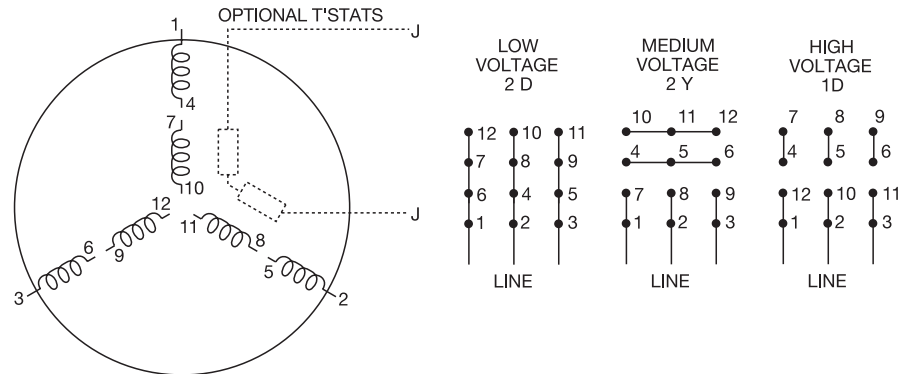 OPTIONAL T'STATS
1
J
4
7
10
12
11
6
9
8
5
3
2
J
LOW
VOLTAGE
2 D
12 10 11
7 8 9
6 4 5
1 2 3
LINE
MEDIUM
VOLTAGE
2 Y
10 11 12
4 5 6
7 8 9
1 2 3
LINE
HIGH
VOLTAGE
1D
7 8 9
4 5 6
12 10 11
1 2 3
LINE